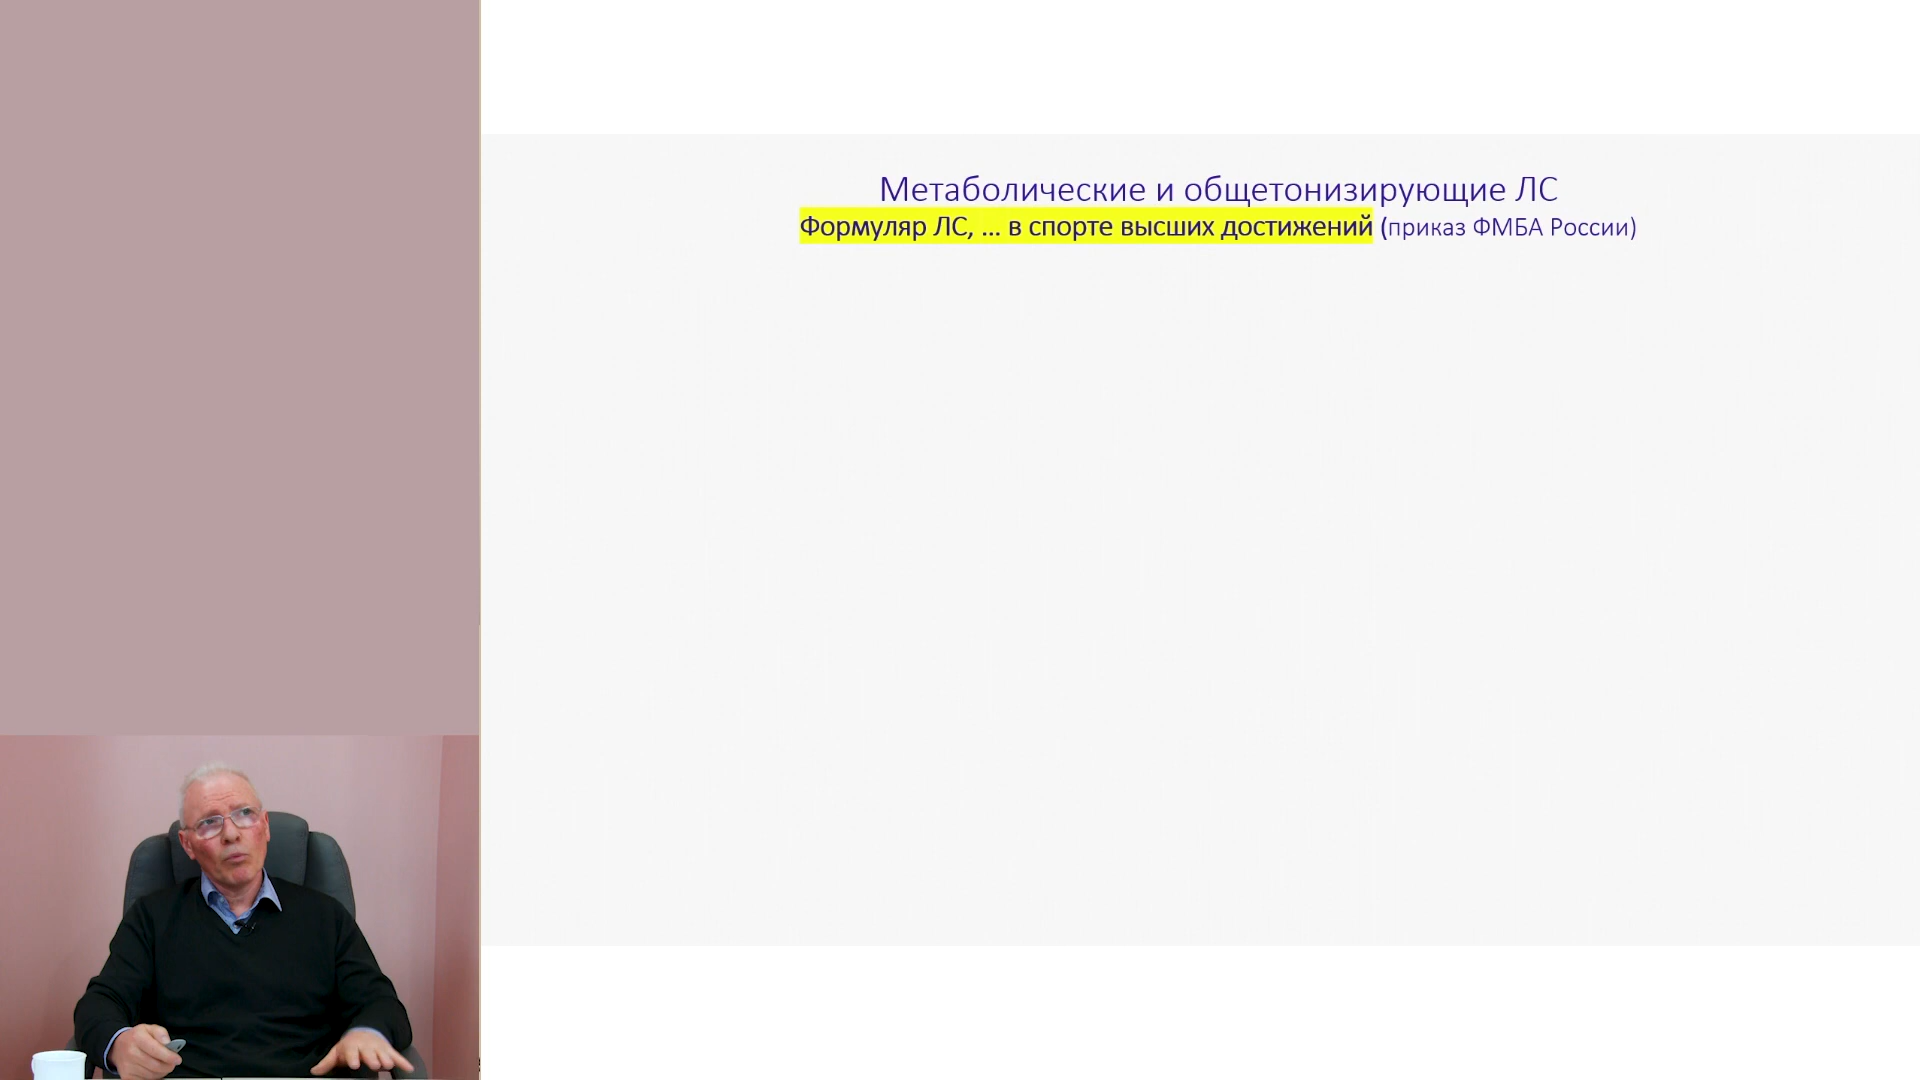 Метаболические и общетонизирующие ЛС
Формуляр ЛС, ... в спорте высших достижений (приказ ФМБА России)